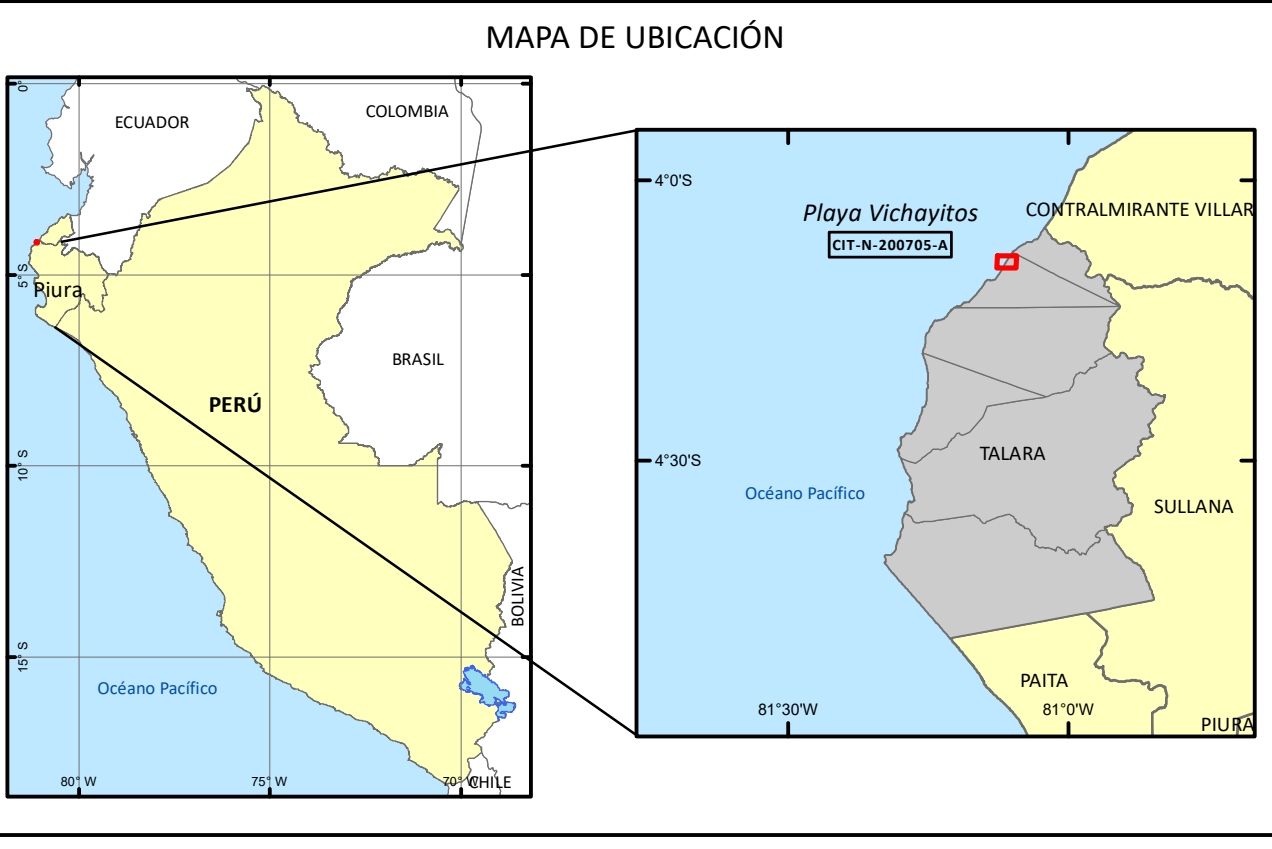 MAPA DE UBICACIÓN
0°
ECUADOR
COLOMBIA
5° S
Piura
BRASIL
PERÚ
10° S
BOLIVIA
15° S
Océano Pacífico
80° W
75° W
70° W
CHILE
4°0'S
Playa Vichayitos
CIT-N-200705-A
CONTRALMIRANTE VILLAR
4°30'S
TALARA
Océano Pacífico
SULLANA
PAITA
81°30'W
81°0'W
PIURA